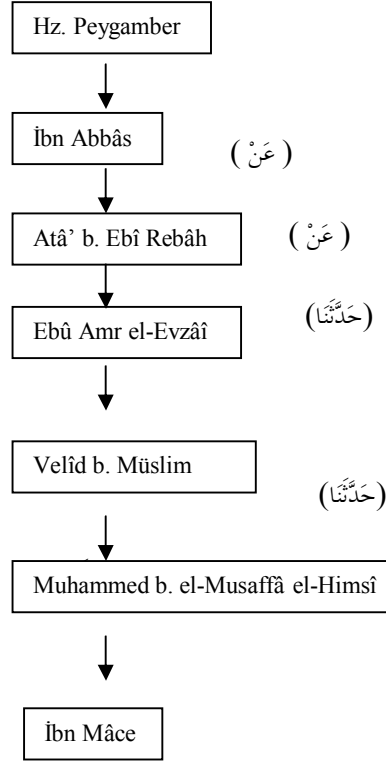 Hz. Peygamber
İbn Abbâs
( عَنْ )
Atâ’ b. Ebî Rebâh
( عَنْ )
Ebû Amr el-Evzâî
(حَدَّثَنَا)
Velîd b. Müslim
(حَدَّثَنَا)
Muhammed b. el-Musaffâ el-Himsî
İbn Mâce